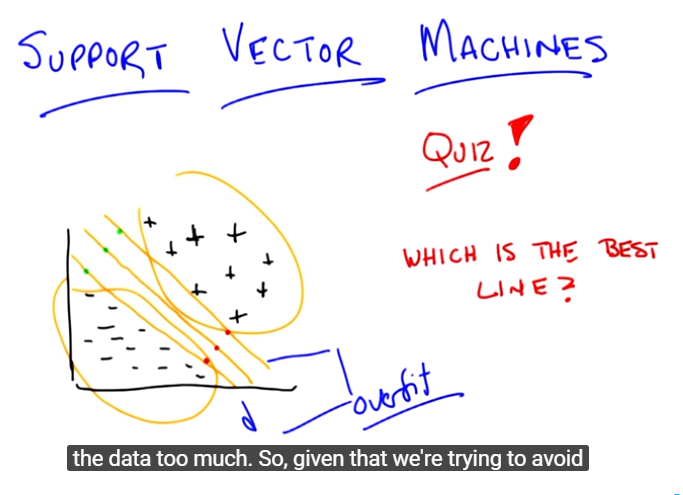 SUPPORT VECTOR MACHINES
QUIZ!
WHICH IS THE BEST
LINE?
overfit
the data too much. So, given that we're trying to avoid